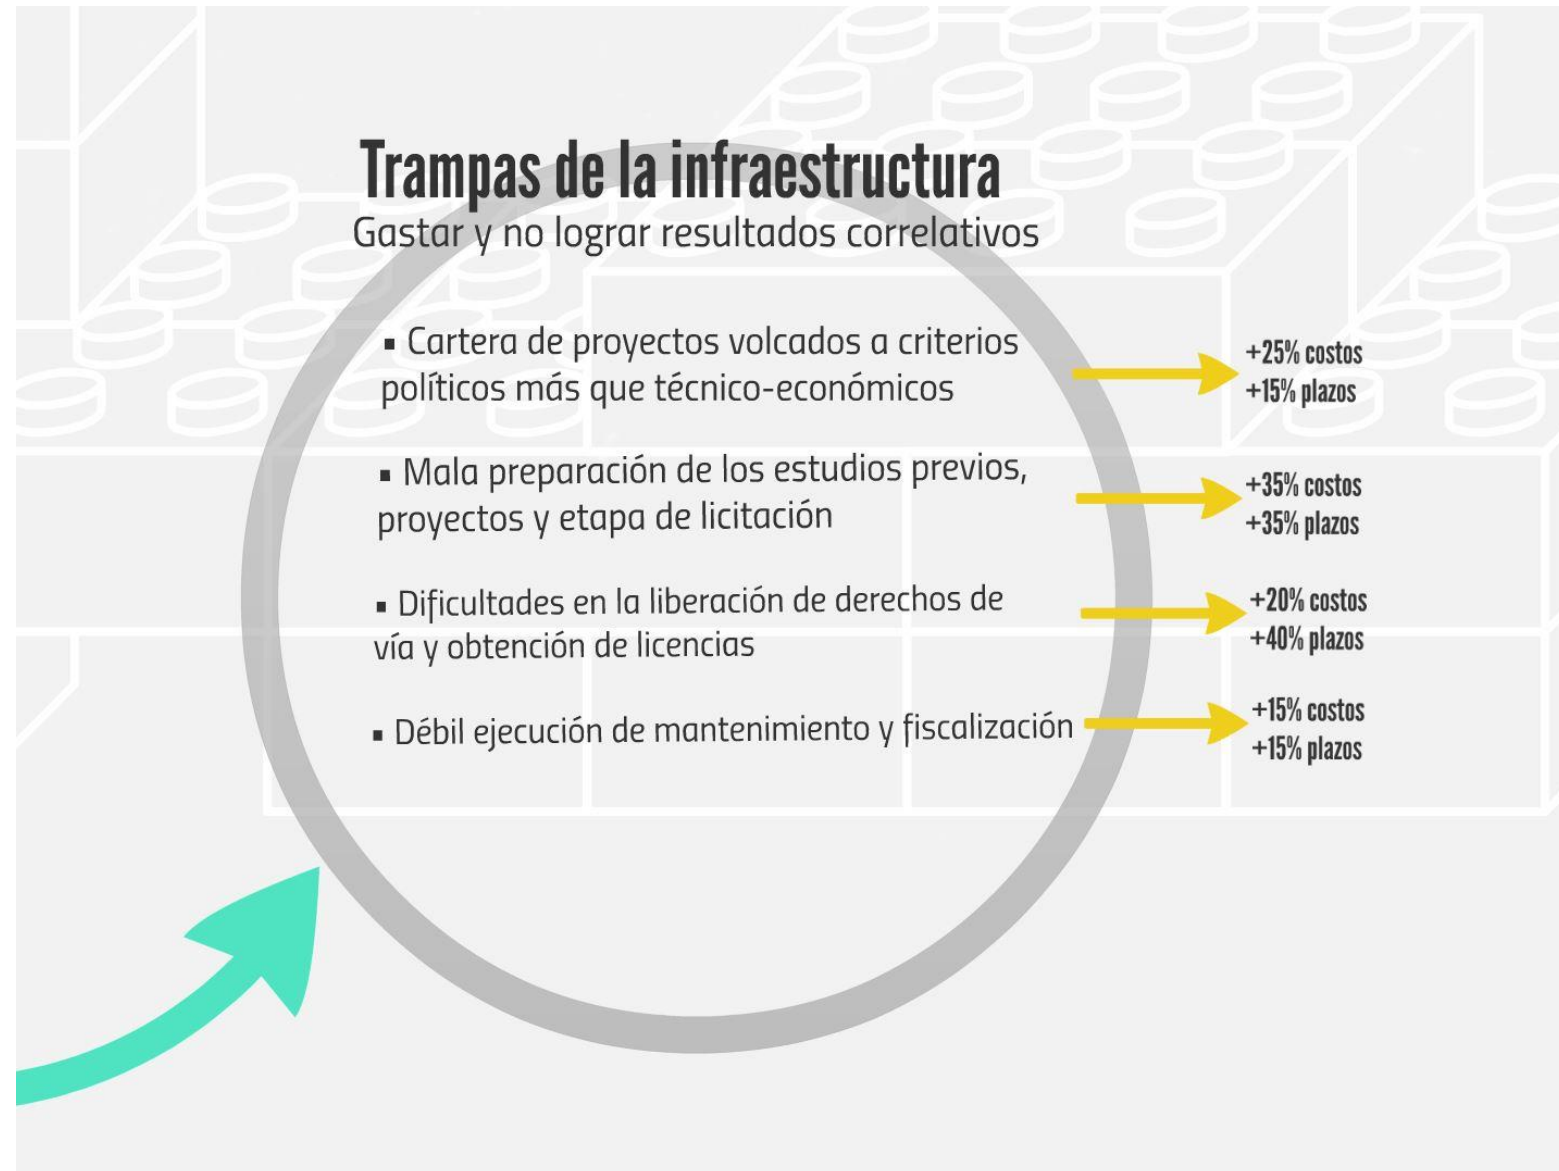 Trampas de la infraestructura
Gastar y no lograr resultados correlativos
▪ Cartera de proyectos volcados a criterios
políticos más que técnico-económicos
+25% costos
+15% plazos
▪ Mala preparación de los estudios previos,
proyectos y etapa de licitación
+35% costos
+35% plazos
▪ Dificultades en la liberación de derechos de
vía y obtención de licencias
+20% costos
+40% plazos
▪ Débil ejecución de mantenimiento y fiscalización
+15% costos
+15% plazos